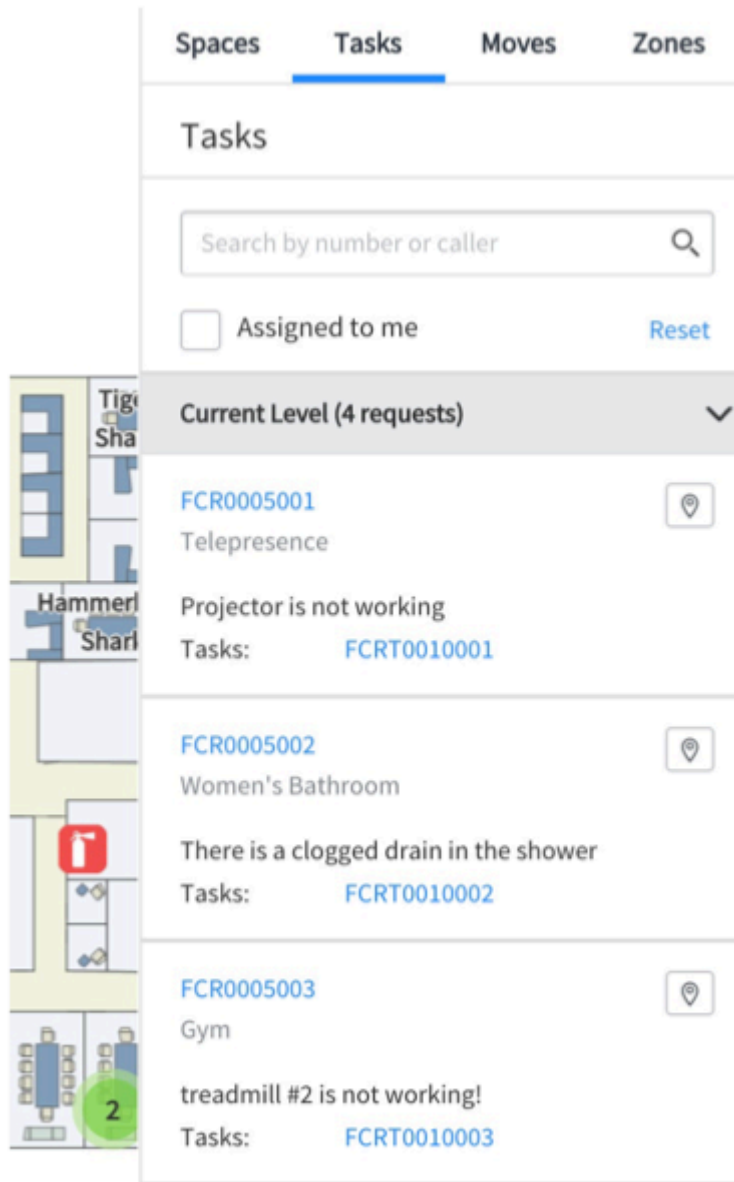 Spaces Tasks Moves Zones
Tasks
Search by number or caller
Assigned to me Reset
Current Level (4 requests)
FCR0005001
Telepresence
Projector is not working
Tasks: FCRT0010001
FCR0005002
Women's Bathroom
There is a clogged drain in the shower
Tasks: FCRT0010002
FCR0005003
Gym
treadmill #2 is not working!
Tasks: FCRT0010003
Shark
2